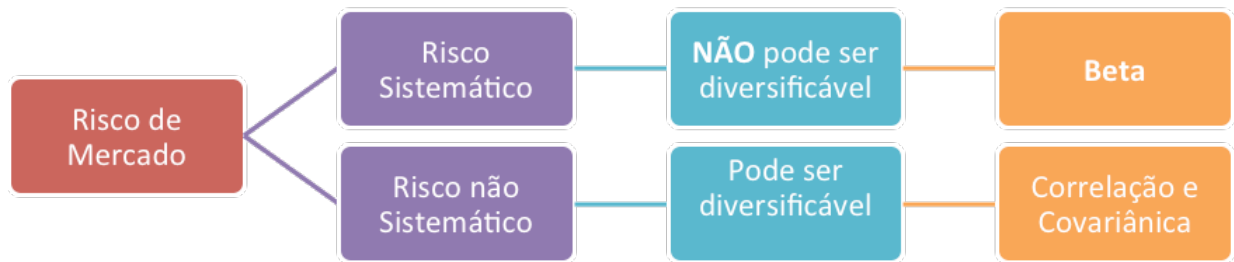 Risco de
Mercado
Risco
Sistemático
NÃO pode ser
diversificável
Beta
Risco não
Sistemático
Pode ser
diversificável
Correlação e
Covariânica